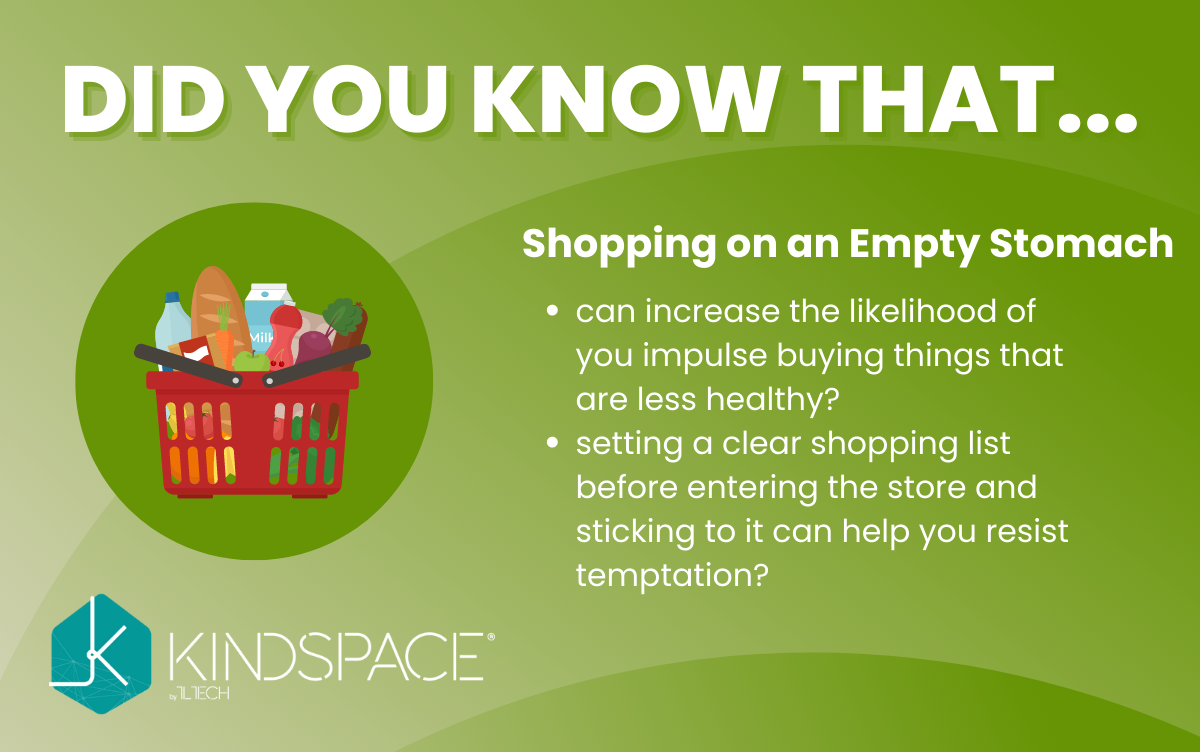 DID YOU KNOW THAT...
Shopping on an Empty Stomach
• can increase the likelihood of
you impulse buying things that
are less healthy?
• setting a clear shopping list
before entering the store and
sticking to it can help you resist
temptation?
Milk
KINDSPACE®
by TLTECH